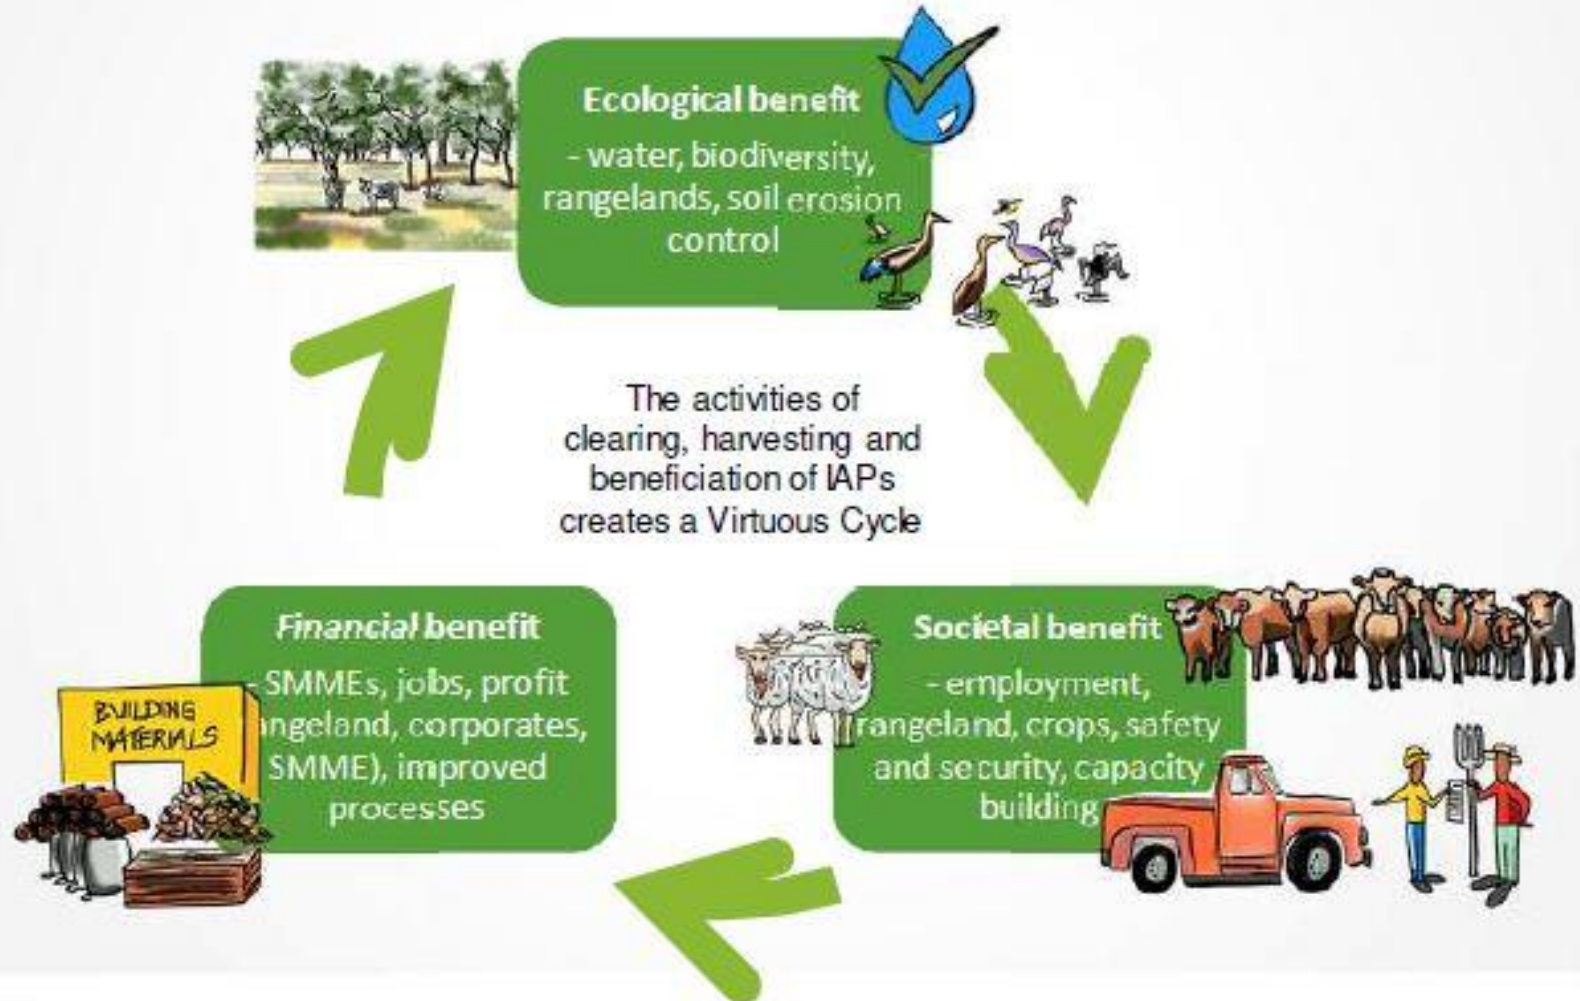 Ecological benefit
- water, biodiversity,
rangelands, soil erosion
control
The activities of
clearing, harvesting and
beneficiation of IAPs
creates a Virtuous Cycle
Financial benefit
- SMMEs, jobs, profit
angeland, corporates,
SMME), improved
processes
BUILDING
MATERIALS
Societal benefit
- employment,
rangeland, crops, safety
and security, capacity
building